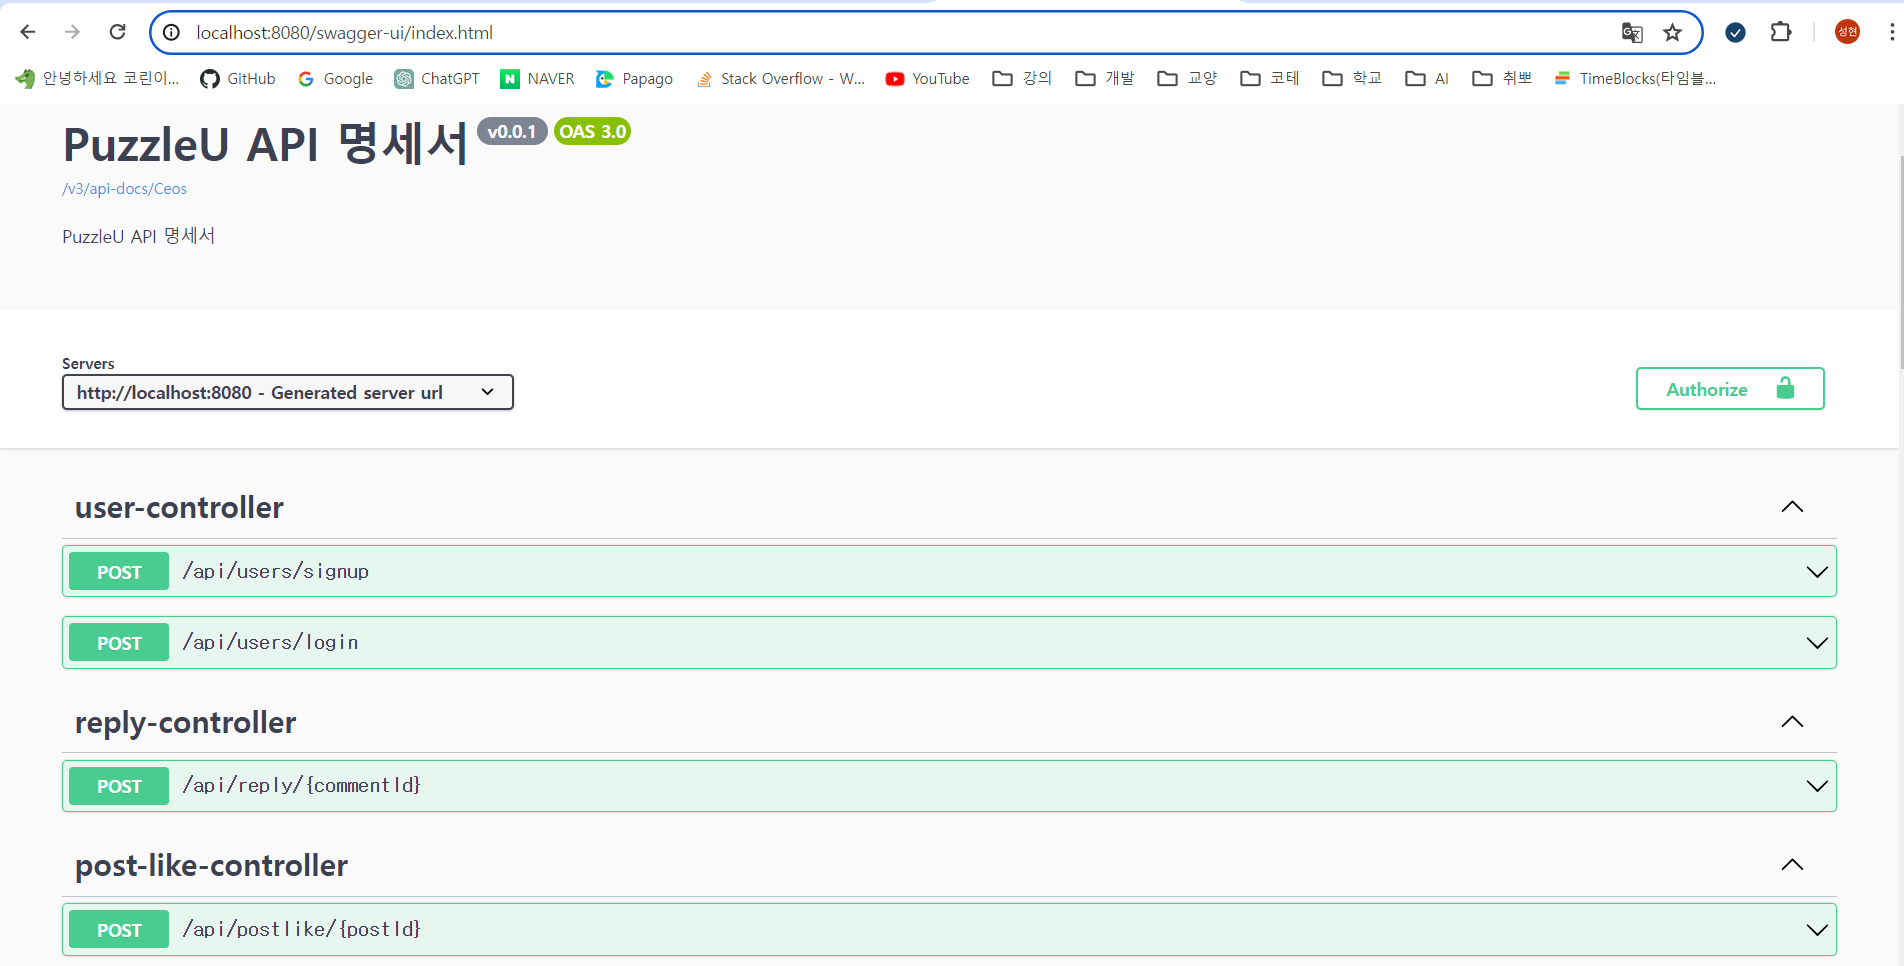 localhost:8080/swagger-ui/index.html
성현
안녕하세요 코린이... GitHub Google ChatGPT NAVER Papago Stack Overflow - W... YouTube 강의 개발 교양 코테 학교 AI 취뽀 TimeBlocks(타임블...
PuzzleU API 명세서 v0.0.1 OAS 3.0
/v3/api-docs/Ceos
PuzzleU API 명세서
Servers
http://localhost:8080 - Generated server url
Authorize
user-controller
POST /api/users/signup
POST /api/users/login
reply-controller
POST /api/reply/{commentId}
post-like-controller
POST /api/postlike/{postId}